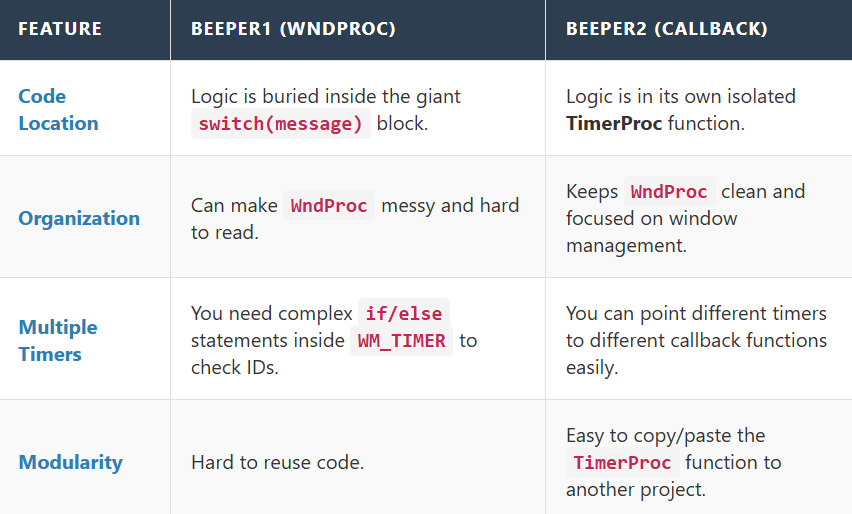 FEATURE
BEEPER1 (WNDPROC)
BEEPER2 (CALLBACK)
Code
Location
Logic is buried inside the giant
switch(message) block.
Logic is in its own isolated
TimerProc function.
Organization
Can make WndProc messy and hard
to read.
Keeps WndProc clean and
focused on window
management.
Multiple
Timers
You need complex if/else
statements inside WM_TIMER to
check IDs.
You can point different timers
to different callback functions
easily.
Modularity
Hard to reuse code.
Easy to copy/paste the
TimerProc function to
another project.